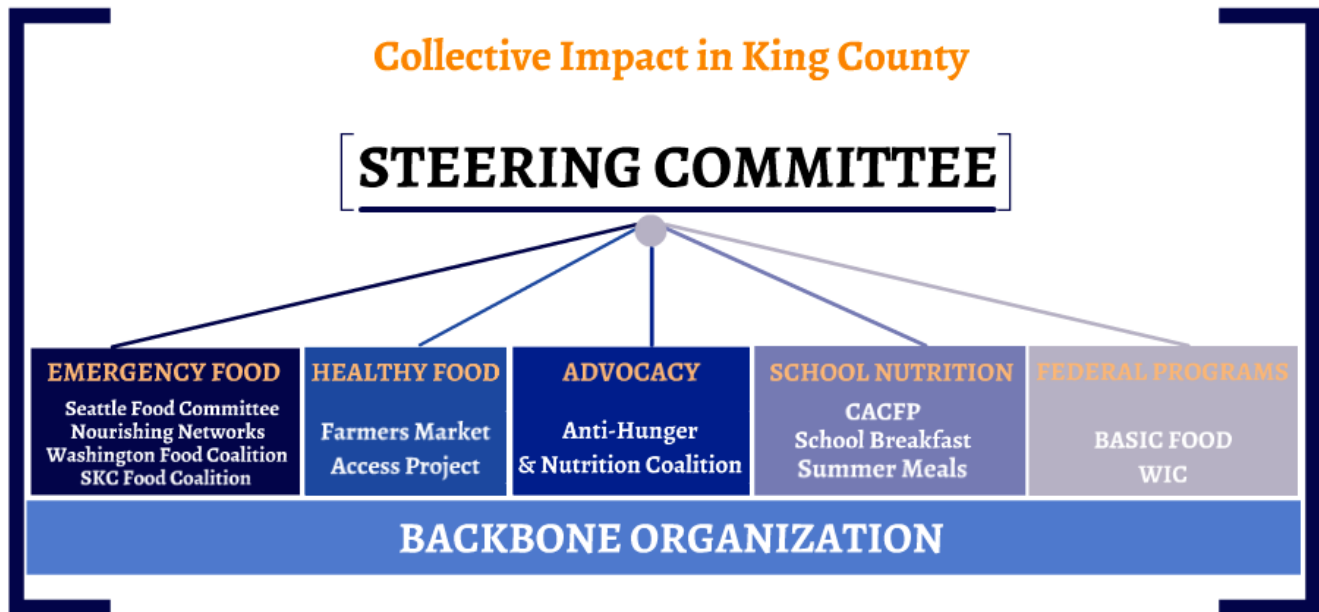 Collective Impact in King County
STEERING COMMITTEE
EMERGENCY FOOD
Seattle Food Committee
Nourishing Networks
Washington Food Coalition
SKC Food Coalition
HEALTHY FOOD
Farmers Market
Access Project
ADVOCACY
Anti-Hunger
& Nutrition Coalition
SCHOOL NUTRITION
CACFP
School Breakfast
Summer Meals
FEDERAL PROGRAMS
BASIC FOOD
WIC
BACKBONE ORGANIZATION